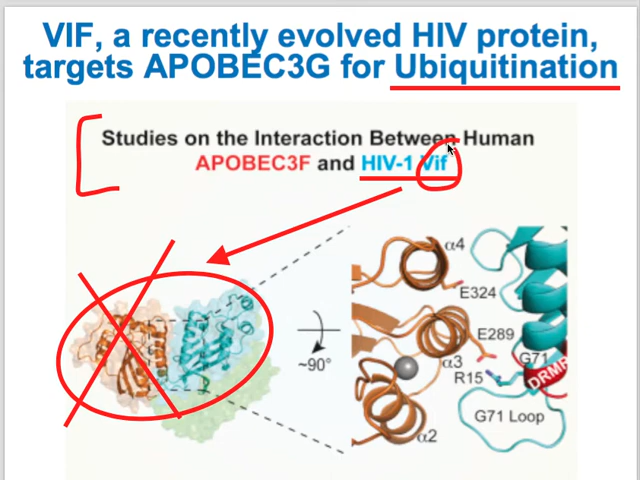 VIF, a recently evolved HIV protein,
targets APOBEC3G for Ubiquitination
Studies on the Interaction Between Human
APOBEC3F and HIV-1 Vif
α4
E324
E289
α3
G71
R15
DRMR
~90°
G71 Loop
α2